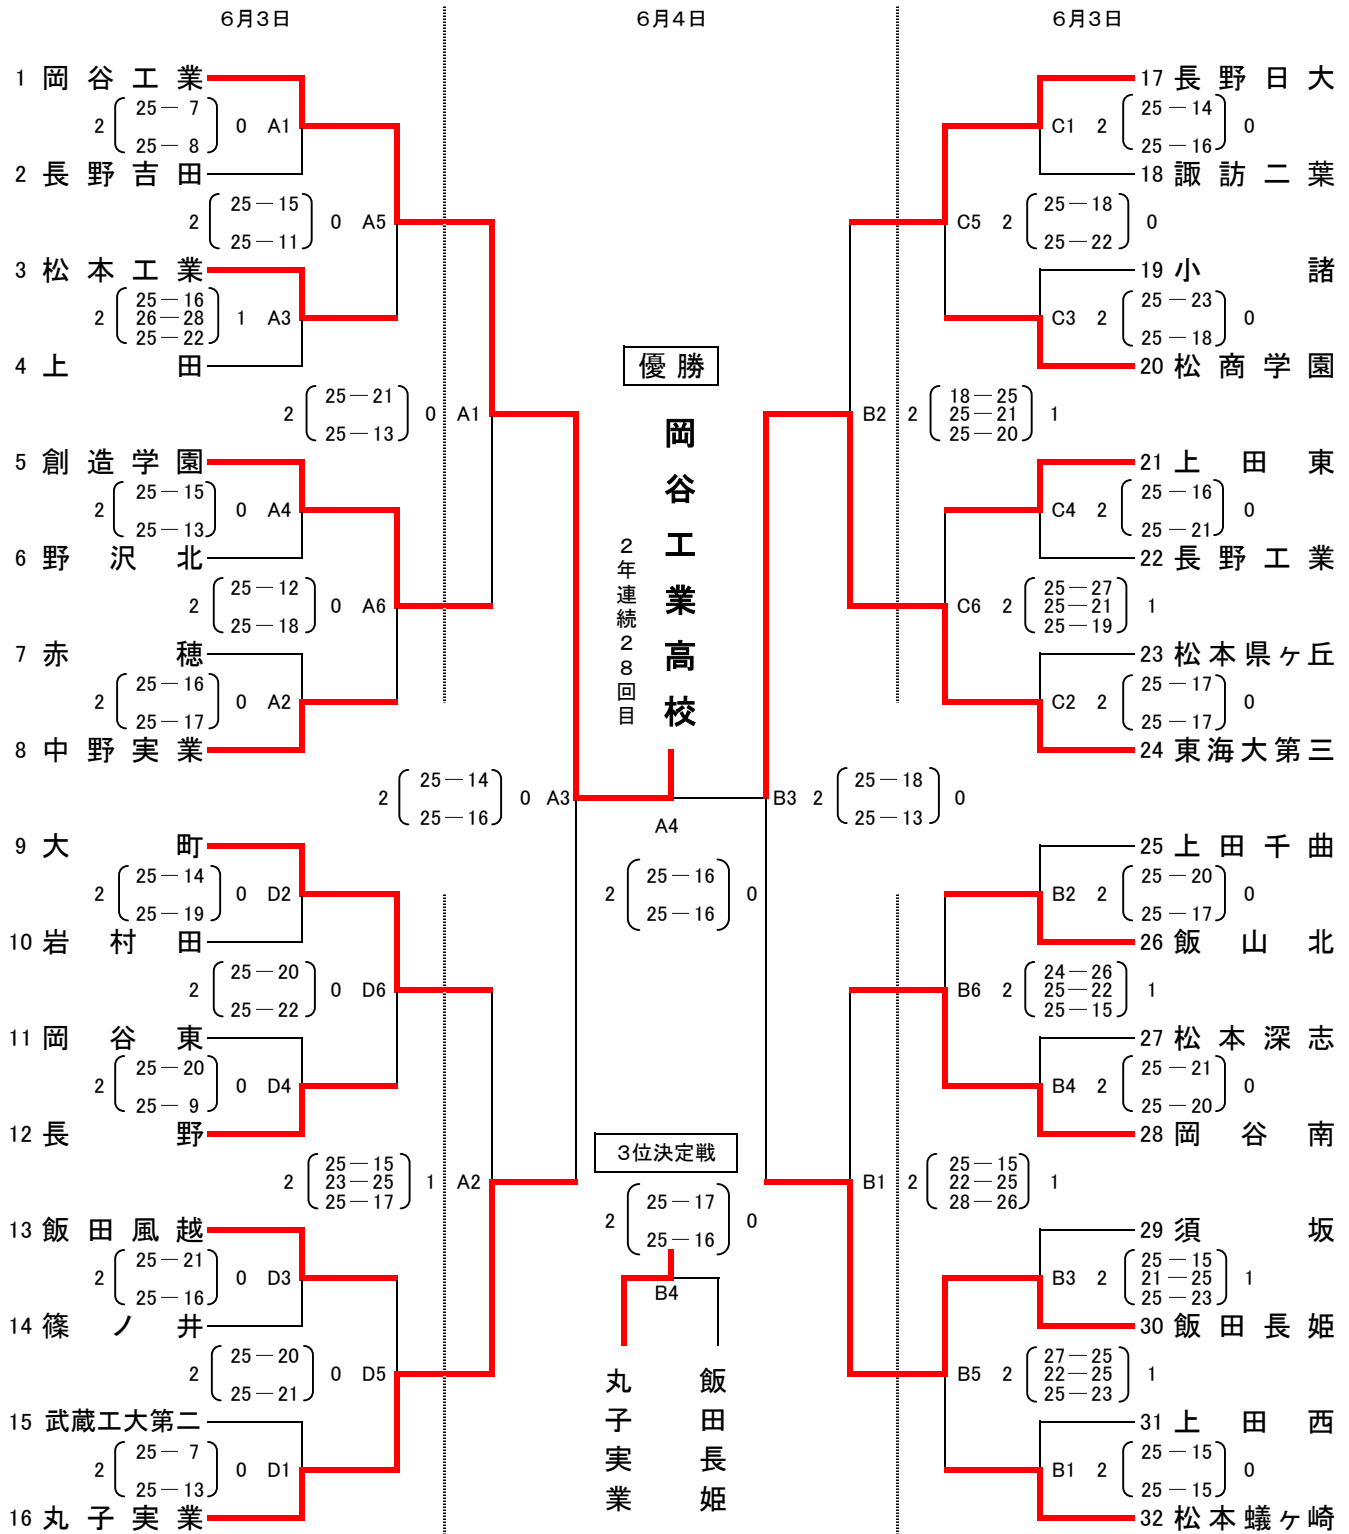 ６月３日
６月４日
６月３日
1 岡谷工業
2 ( 25－ 7 25－ 8 ) 0 A1
2 長野吉田
2 ( 25－15 25－11 ) 0 A5
3 松本工業
2 ( 25－16 26－28 25－22 ) 1 A3
4 上田
2 ( 25－21 25－13 ) 0 A1
5 創造学園
2 ( 25－15 25－13 ) 0 A4
6 野沢北
2 ( 25－12 25－18 ) 0 A6
7 赤穂
2 ( 25－16 25－17 ) 0 A2
8 中野実業
2 ( 25－14 25－16 ) 0 A3
9 大町
2 ( 25－14 25－19 ) 0 D2
10 岩村田
2 ( 25－20 25－22 ) 0 D6
11 岡谷東
2 ( 25－20 25－ 9 ) 0 D4
12 長野
2 ( 25－15 23－25 25－17 ) 1 A2
13 飯田風越
2 ( 25－21 25－16 ) 0 D3
14 篠ノ井
2 ( 25－20 25－21 ) 0 D5
15 武蔵工大第二
2 ( 25－ 7 25－13 ) 0 D1
16 丸子実業
優勝
岡谷工業高校
２年連続２８回目
A4
2 ( 25－16 25－16 ) 0
３位決定戦
2 ( 25－17 25－16 ) 0
B4
丸子実業
飯田長姫
17 長野日大
C1 2 ( 25－14 25－16 ) 0
18 諏訪二葉
C5 2 ( 25－18 25－22 ) 0
19 小諸
C3 2 ( 25－23 25－18 ) 0
20 松商学園
B2 2 ( 18－25 25－21 25－20 ) 1
21 上田東
C4 2 ( 25－16 25－21 ) 0
22 長野工業
C6 2 ( 25－27 25－21 25－19 ) 1
23 松本県ヶ丘
C2 2 ( 25－17 25－17 ) 0
24 東海大第三
B3 2 ( 25－18 25－13 ) 0
25 上田千曲
B2 2 ( 25－20 25－17 ) 0
26 飯山北
B6 2 ( 24－26 25－22 25－15 ) 1
27 松本深志
B4 2 ( 25－21 25－20 ) 0
28 岡谷南
B1 2 ( 25－15 22－25 28－26 ) 1
29 須坂
B3 2 ( 25－15 21－25 25－23 ) 1
30 飯田長姫
B5 2 ( 27－25 22－25 25－23 ) 1
31 上田西
B1 2 ( 25－15 25－15 ) 0
32 松本蟻ヶ崎